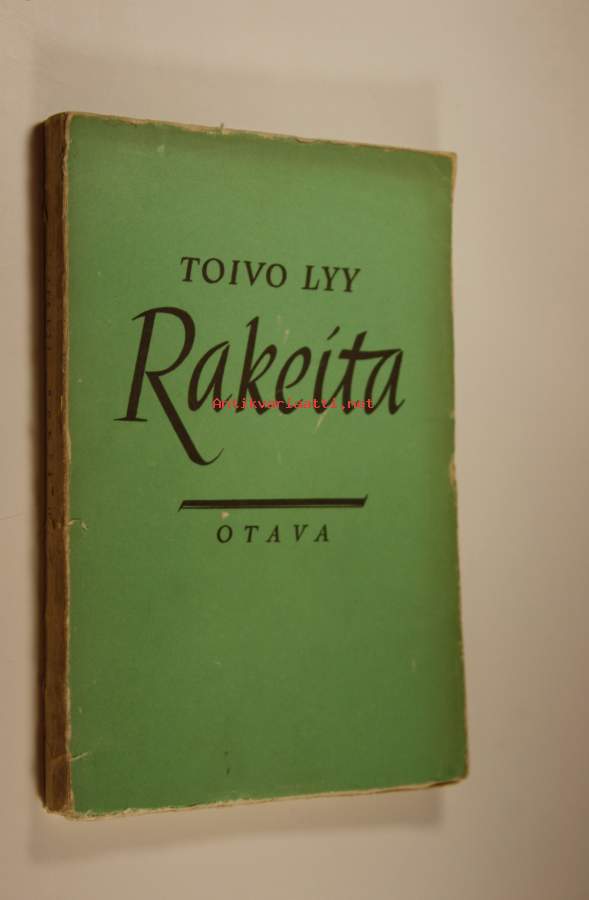 TOIVO LYY
Rakeita
Antikvariaatti.net
OTAVA